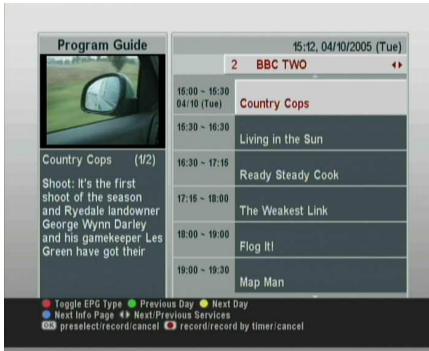 Program Guide
15:12, 04/10/2005 (Tue)
2 BBC TWO
15:00 ~ 15:30
04/10 (Tue)
Country Cops
15:30 ~ 16:30
Living in the Sun
16:30 ~ 17:15
Ready Steady Cook
17:15 ~ 18:00
The Weakest Link
18:00 ~ 19:00
Flog It!
19:00 ~ 19:30
Map Man
Country Cops (1/2)
Shoot: It's the first
shoot of the season
and Ryedale landowner
George Wynn Darley
and his gamekeeper Les
Green have got their
Toggle EPG Type Previous Day Next Day
Next Info Page Next/Previous Services
OK preselect/record/cancel record/record by timer/cancel